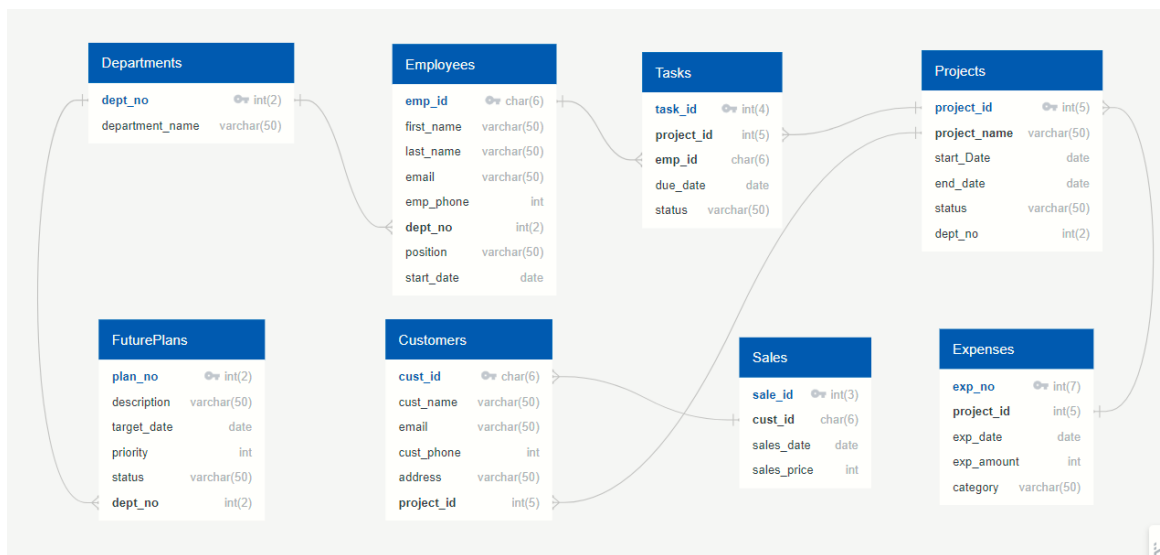 Departments
dept_no int(2)
department_name varchar(50)
Employees
emp_id char(6)
first_name varchar(50)
last_name varchar(50)
email varchar(50)
emp_phone int
dept_no int(2)
position varchar(50)
start_date date
Tasks
task_id int(4)
project_id int(5)
emp_id char(6)
due_date date
status varchar(50)
Projects
project_id int(5)
project_name varchar(50)
start_Date date
end_date date
status varchar(50)
dept_no int(2)
FuturePlans
plan_no int(2)
description varchar(50)
target_date date
priority int
status varchar(50)
dept_no int(2)
Customers
cust_id char(6)
cust_name varchar(50)
email varchar(50)
cust_phone int
address varchar(50)
project_id int(5)
Sales
sale_id int(3)
cust_id char(6)
sales_date date
sales_price int
Expenses
exp_no int(7)
project_id int(5)
exp_date date
exp_amount int
category varchar(50)